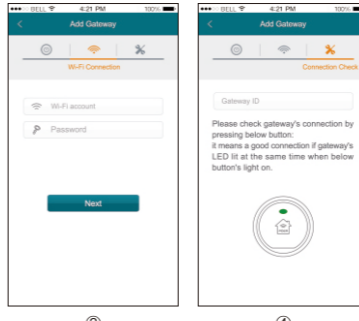 BELL 4:21 PM 100%
Add Gateway
Wi-Fi Connection
Wi-Fi account
Password
Next
③
BELL 4:21 PM 100%
Add Gateway
Connection Check
Gateway ID
Please check gateway's connection by
pressing below button:
it means a good connection if gateway's
LED lit at the same time when below
button's light on.
④